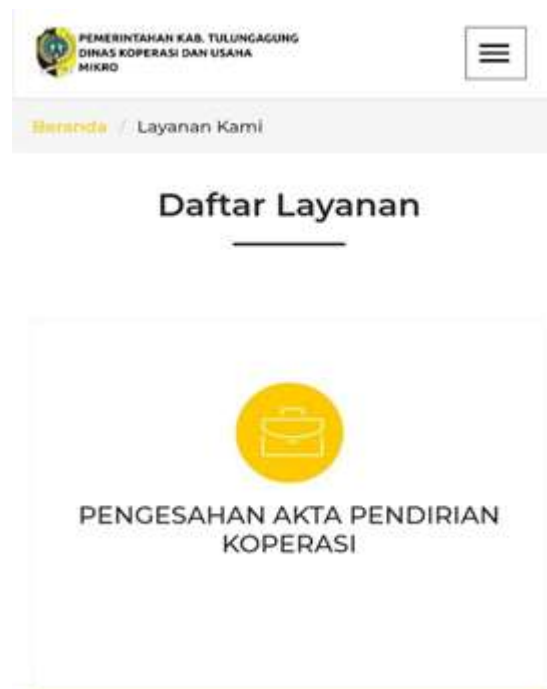 PEMERINTAHAN KAB. TULUNGAGUNG
DINAS KOPERASI DAN USAHA
MIKRO
Beranda / Layanan Kami
Daftar Layanan
PENGESAHAN AKTA PENDIRIAN
KOPERASI